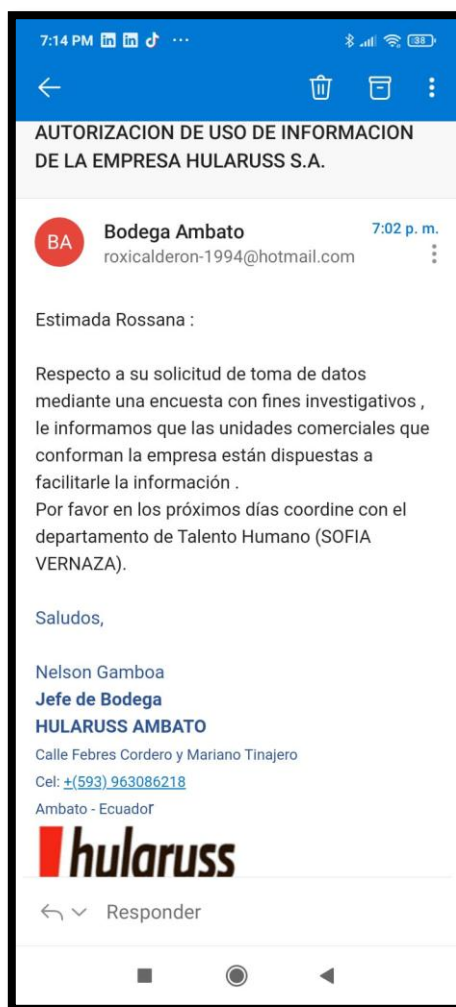 7:14 PM
38
AUTORIZACION DE USO DE INFORMACION
DE LA EMPRESA HULARUSS S.A.
BA
Bodega Ambato
7:02 p. m.
roxicalderon-1994@hotmail.com
Estimada Rossana :
Respecto a su solicitud de toma de datos
mediante una encuesta con fines investigativos ,
le informamos que las unidades comerciales que
conforman la empresa están dispuestas a
facilitarle la información .
Por favor en los próximos días coordine con el
departamento de Talento Humano (SOFIA
VERNAZA).
Saludos,
Nelson Gamboa
Jefe de Bodega
HULARUSS AMBATO
Calle Febres Cordero y Mariano Tinajero
Cel: +(593) 963086218
Ambato - Ecuador
hularuss
Responder